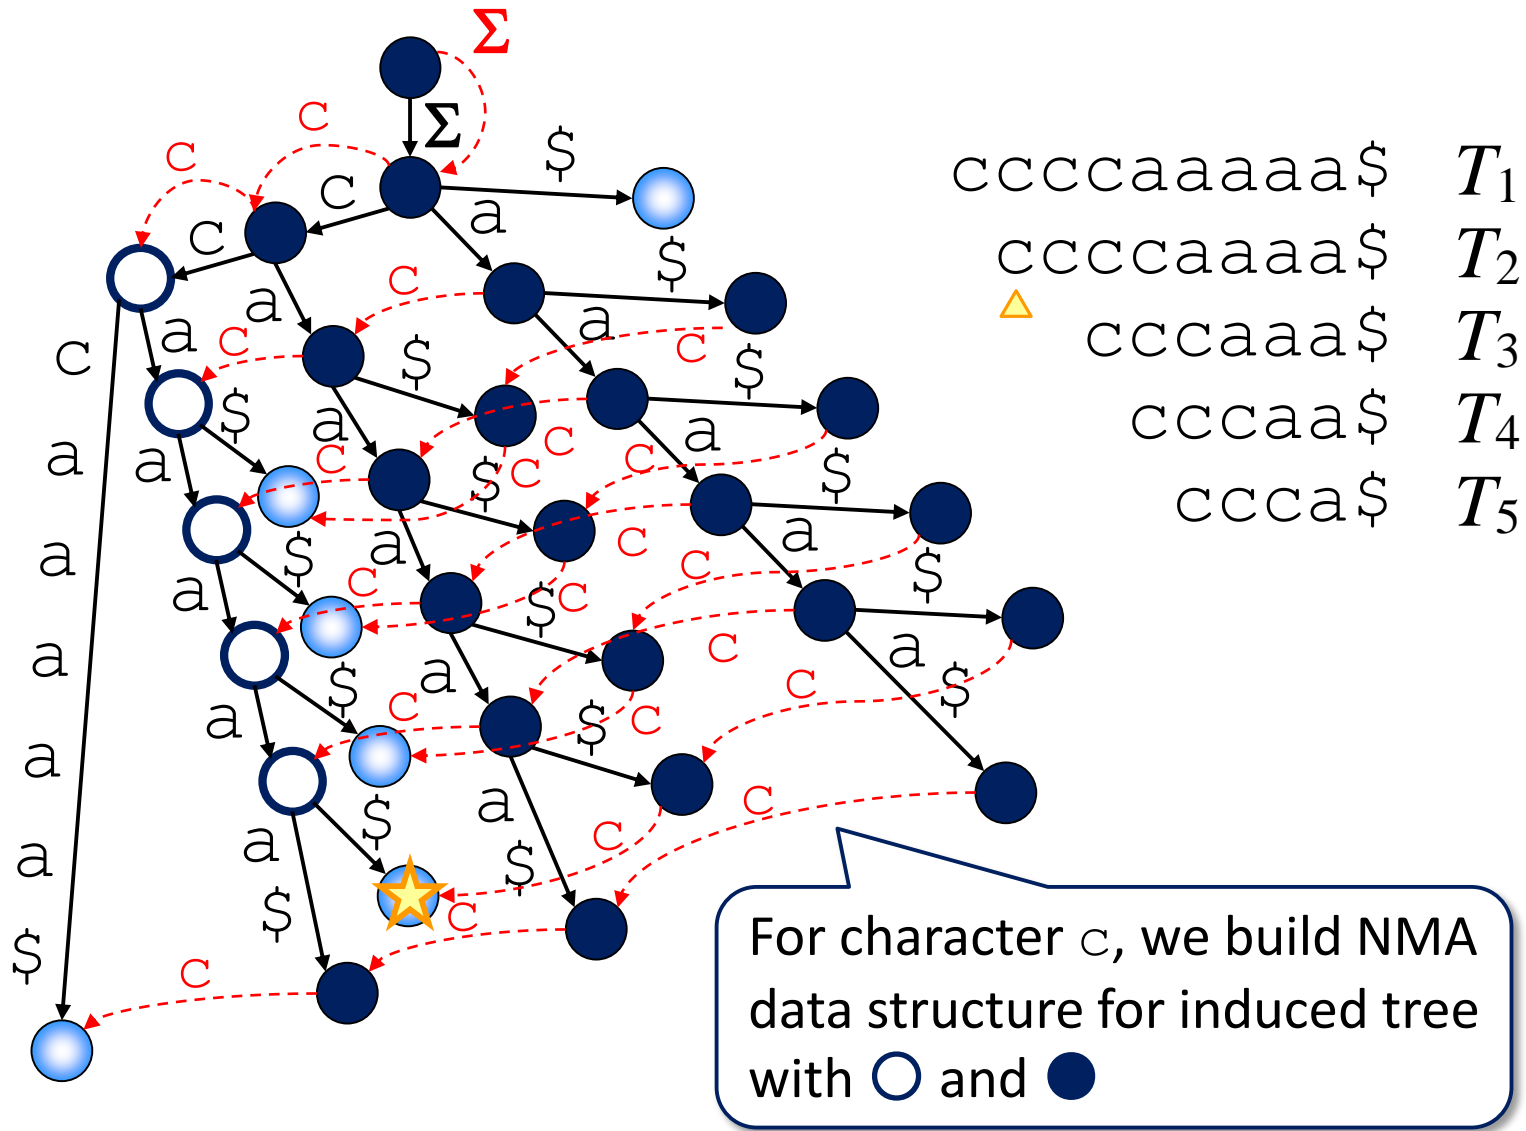 Σ
Σ
c
c
$
c
a
c
$
c
a
c
a
$
c
a
c
$
c
a
$
a
c
$
a
c
c
$
c
a
$
c
a
$
c
a
c
a
$
c
$
c
a
a
$
c
a
c
$
c
a
$
c
a
c
$
a
c
a
$
c
a
$
c
a
$
$
c
$
c
ccccaaaaa$ T1
ccccaaaa$ T2
cccaaa$ T3
cccaa$ T4
ccca$ T5
For character c, we build NMA
data structure for induced tree
with and